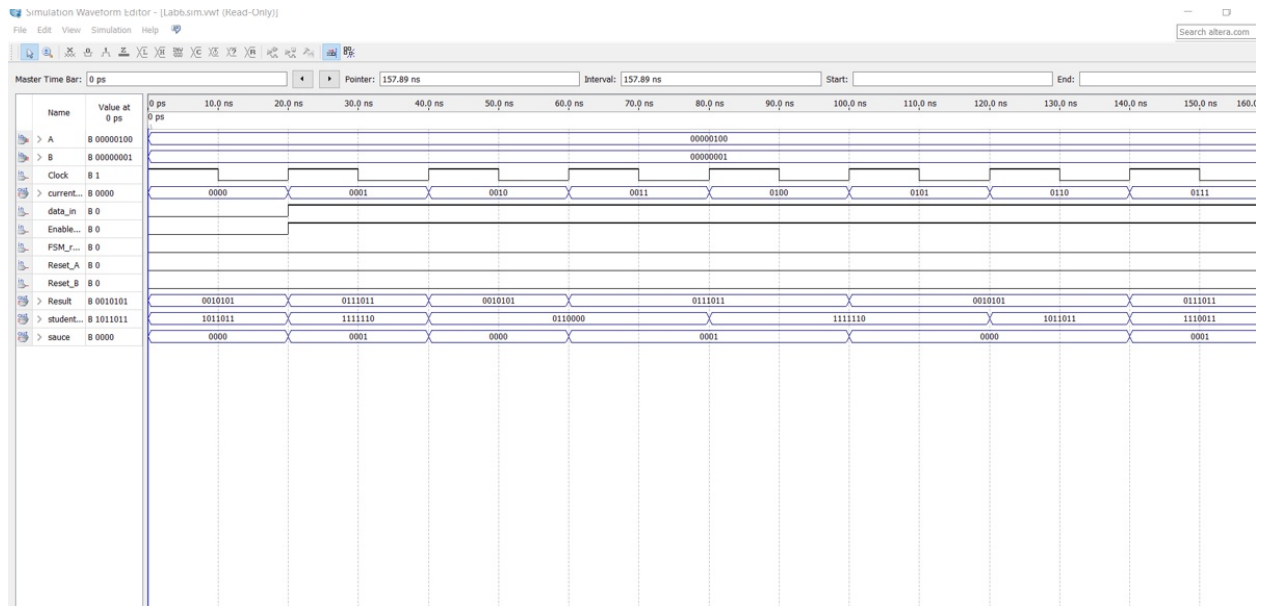 Simulation Waveform Editor - [Lab6.sim.vwf (Read-Only)]
File Edit View Simulation Help
Search altera.com
Master Time Bar: 0 ps Pointer: 157.89 ns Interval: 157.89 ns Start: End:
Name Value at 0 ps
0 ps 10.0 ns 20.0 ns 30.0 ns 40.0 ns 50.0 ns 60.0 ns 70.0 ns 80.0 ns 90.0 ns 100.0 ns 110.0 ns 120.0 ns 130.0 ns 140.0 ns 150.0 ns 160.0
0 ps
> A B 00000100 00000100
> B B 00000001 00000001
Clock B 1
> current... B 0000 0000 0001 0010 0011 0100 0101 0110 0111
data_in B 0
Enable... B 0
FSM_r... B 0
Reset_A B 0
Reset_B B 0
> Result B 0010101 0010101 0111011 0010101 0111011 0010101 0111011
> student... B 1011011 1011011 1111110 0110000 1111110 1011011 1110011
> sauce B 0000 0000 0001 0000 0001 0000 0001